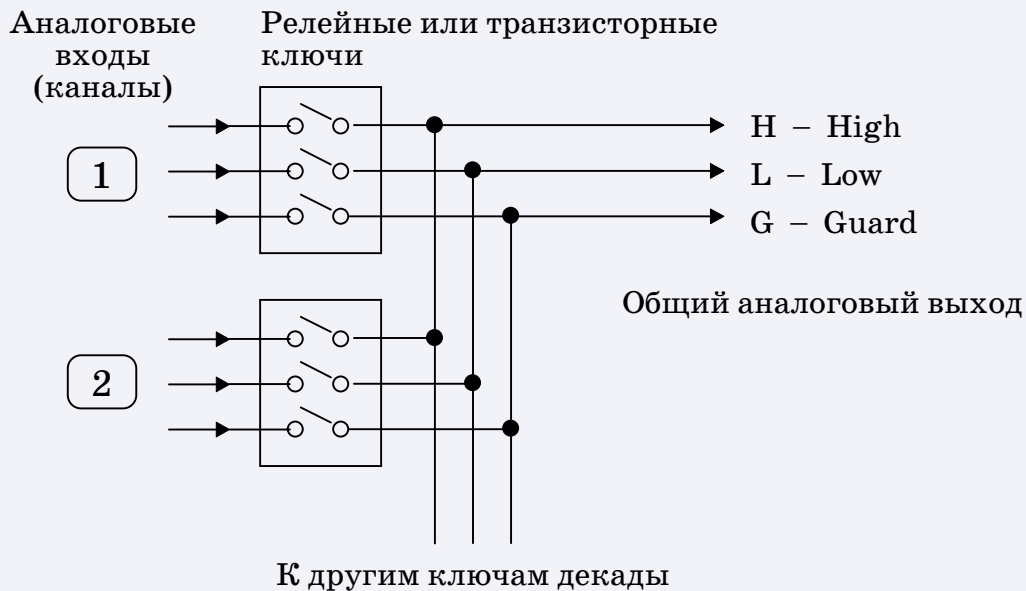 Аналоговые
входы
(каналы)
Релейные или транзисторные
ключи
1
H – High
L – Low
G – Guard
Общий аналоговый выход
2
К другим ключам декады